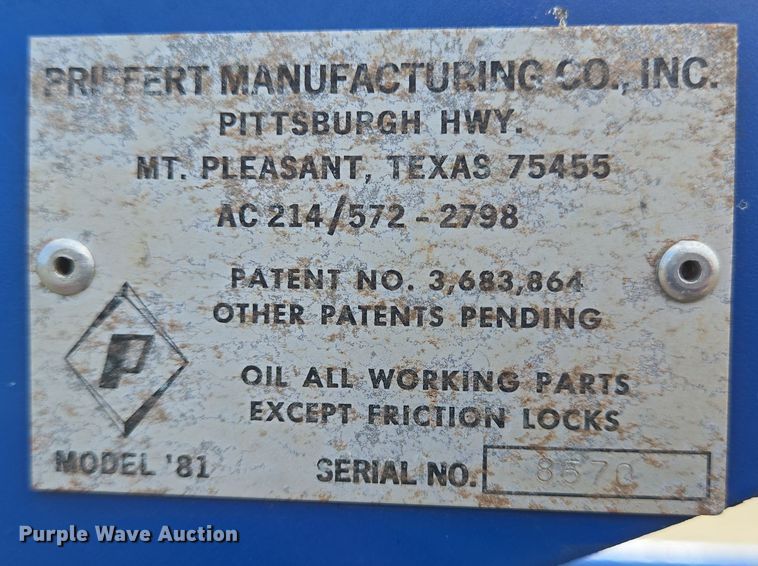 PRIEFERT MANUFACTURING CO., INC.
PITTSBURGH HWY.
MT. PLEASANT, TEXAS 75455
AC 214/572-2798
PATENT NO. 3,683,864
OTHER PATENTS PENDING
P
OIL ALL WORKING PARTS
EXCEPT FRICTION LOCKS
MODEL '81 SERIAL NO.
Purple Wave Auction